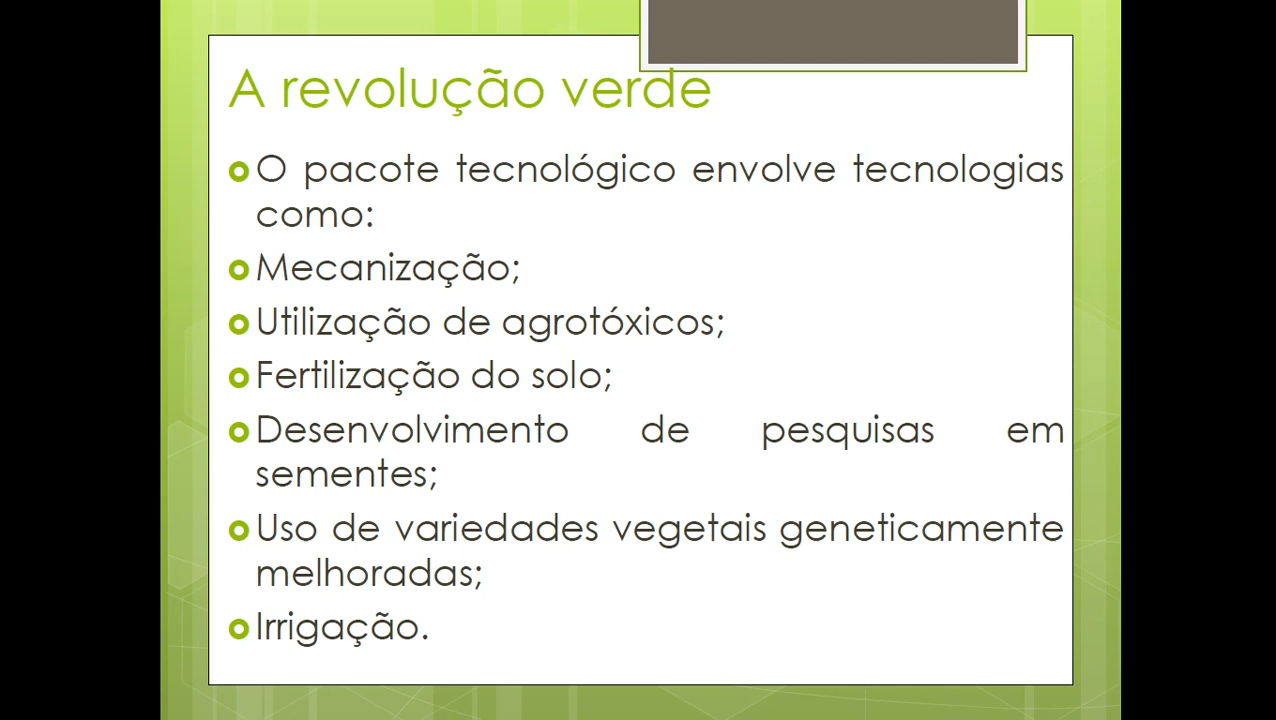 A revolução verde
O pacote tecnológico envolve tecnologias
como:
Mecanização;
Utilização de agrotóxicos;
Fertilização do solo;
Desenvolvimento de pesquisas em
sementes;
Uso de variedades vegetais geneticamente
melhoradas;
Irrigação.